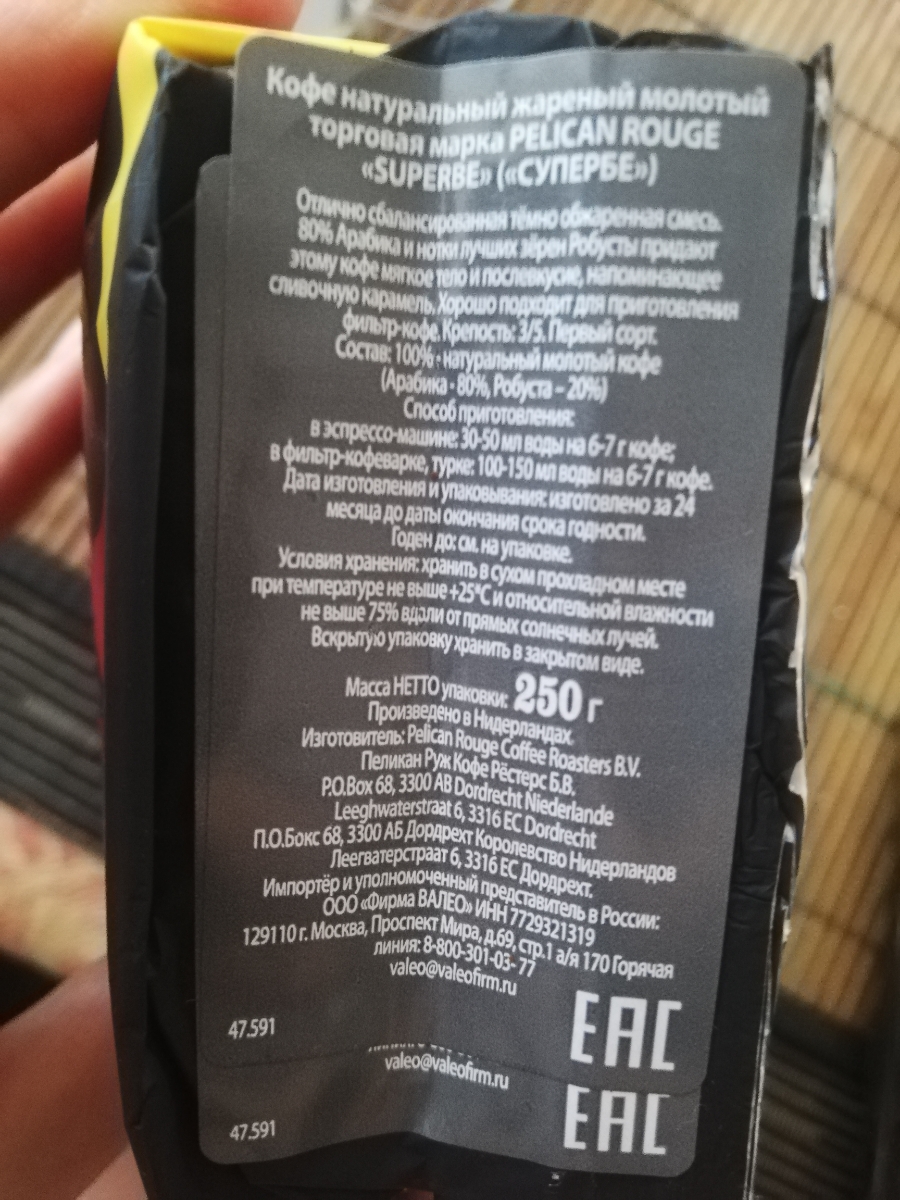 Кофе натуральный жареный молотый
торговая марка PELICAN ROUGE
«SUPERBE» («СУПЕРБЕ»)
Отлично сбалансированная тёмно обжаренная смесь.
80% Арабика и нотки лучших зёрен Робусты придают
этому кофе мягкое тело и послевкусие, напоминающее
сливочную карамель. Хорошо подходит для приготовления
фильтр-кофе. Крепость: 3/5. Первый сорт.
Состав: 100% - натуральный молотый кофе
(Арабика - 80%, Робуста – 20%)
Способ приготовления:
в эспрессо-машине: 30-50 мл воды на 6-7 г кофе;
в фильтр-кофеварке, турке: 100-150 мл воды на 6-7 г кофе.
Дата изготовления и упаковывания: изготовлено за 24
месяца до даты окончания срока годности.
Годен до: см. на упаковке.
Условия хранения: хранить в сухом прохладном месте
при температуре не выше +25°С и относительной влажности
не выше 75% вдали от прямых солнечных лучей.
Вскрытую упаковку хранить в закрытом виде.
Масса НЕТТО упаковки: 250 г
Произведено в Нидерландах
Изготовитель: Pelican Rouge Coffee Roasters B.V.
Пеликан Руж Кофе Рёстерс Б.В.
P.O.Box 68, 3300 AB Dordrecht Niederlande
Leeghwaterstraat 6, 3316 EC Dordrecht
П.О.Бокс 68, 3300 АБ Дордрехт Королевство Нидерландов
Леегватерстраат 6, 3316 ЕС Дордрехт.
Импортёр и уполномоченный представитель в России:
ООО «Фирма ВАЛЕО» ИНН 7729321319
129110 г. Москва, Проспект Мира, д.69, стр.1 а/я 170 Горячая
линия: 8-800-301-03-77
valeo@valeofirm.ru
47.591 EAC
valeo@valeofirm.ru
47.591 EAC